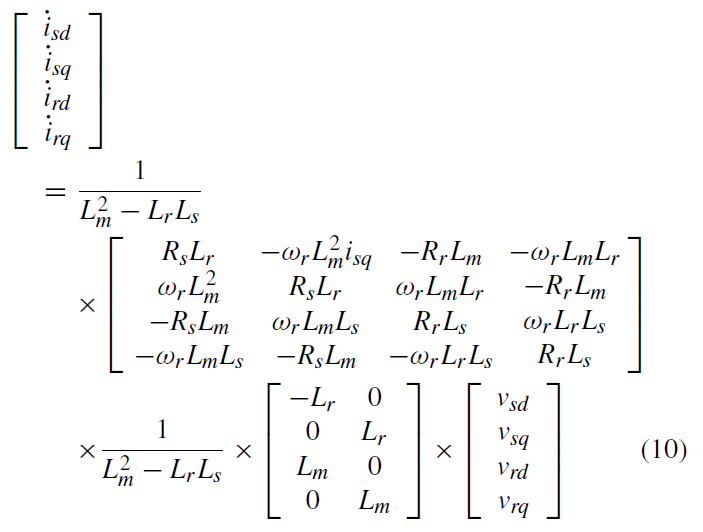 \begin{bmatrix} \dot{i}_{sd} \\ \dot{i}_{sq} \\ \dot{i}_{rd} \\ \dot{i}_{rq} \end{bmatrix}
= \frac{1}{L_m^2 - L_r L_s}
\times \begin{bmatrix} R_s L_r & -\omega_r L_m^2 i_{sq} & -R_r L_m & -\omega_r L_m L_r \\ \omega_r L_m^2 & R_s L_r & \omega_r L_m L_r & -R_r L_m \\ -R_s L_m & \omega_r L_m L_s & R_r L_s & \omega_r L_r L_s \\ -\omega_r L_m L_s & -R_s L_m & -\omega_r L_r L_s & R_r L_s \end{bmatrix}
\times \frac{1}{L_m^2 - L_r L_s} \times \begin{bmatrix} -L_r & 0 \\ 0 & L_r \\ L_m & 0 \\ 0 & L_m \end{bmatrix} \times \begin{bmatrix} v_{sd} \\ v_{sq} \\ v_{rd} \\ v_{rq} \end{bmatrix} (10)